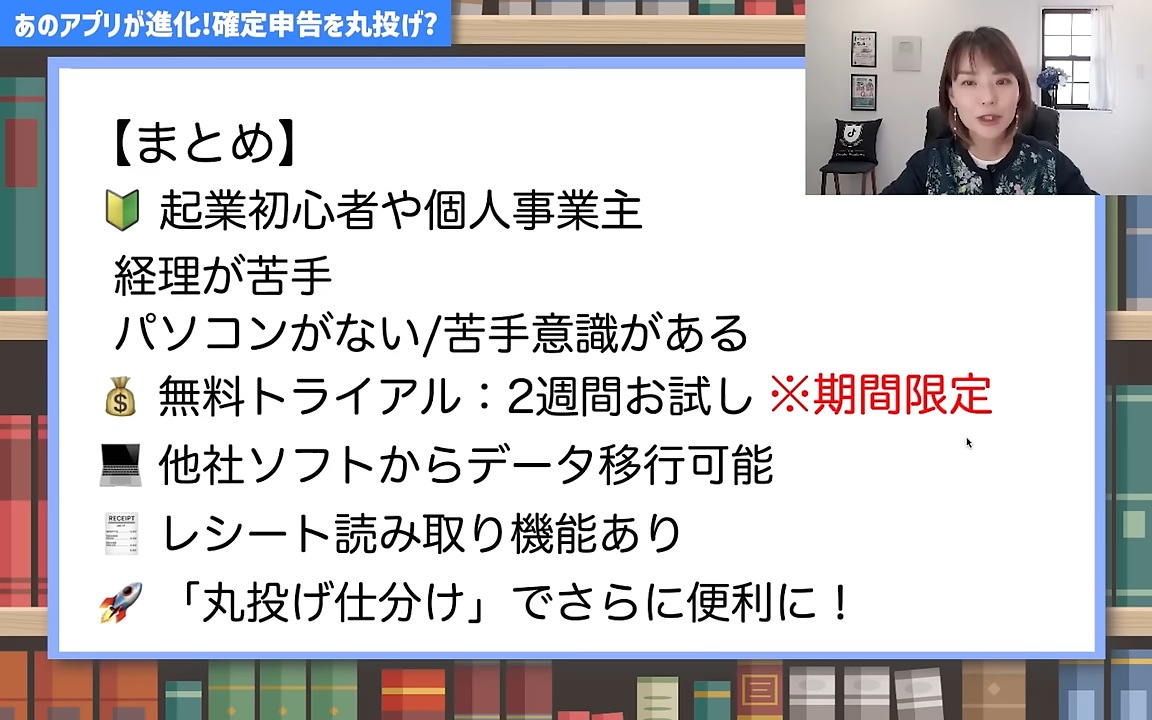 あのアプリが進化!確定申告を丸投げ?
【まとめ】
🔰 起業初心者や個人事業主
経理が苦手
パソコンがない/苦手意識がある
💰 無料トライアル：2週間お試し ※期間限定
💻 他社ソフトからデータ移行可能
🧾 レシート読み取り機能あり
RECEIPT
🚀 「丸投げ仕分け」でさらに便利に！